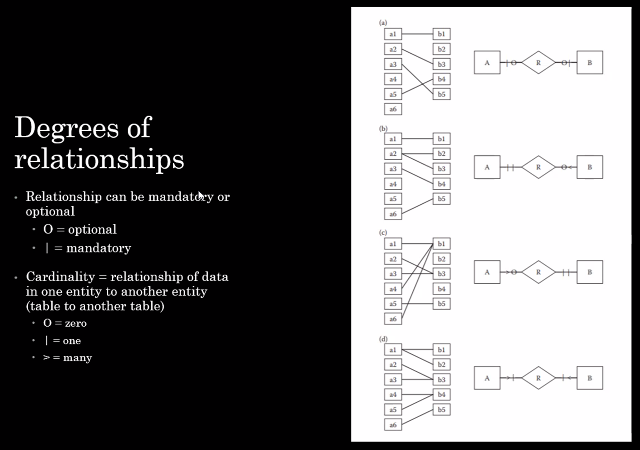 Degrees of
relationships
Relationship can be mandatory or
optional
O = optional
| = mandatory
Cardinality = relationship of data
in one entity to another entity
(table to another table)
O = zero
| = one
> = many
(a)
a1 b1
a2 b2
a3 b3
a4 b4
a5 b5
a6
A R B
(b)
a1 b1
a2 b2
a3 b3
a4 b4
a5 b5
a6
A R B
(c)
a1 b1
a2 b2
a3 b3
a4 b4
a5 b5
a6
A R B
(d)
a1 b1
a2 b2
a3 b3
a4 b4
a5 b5
a6
A R B